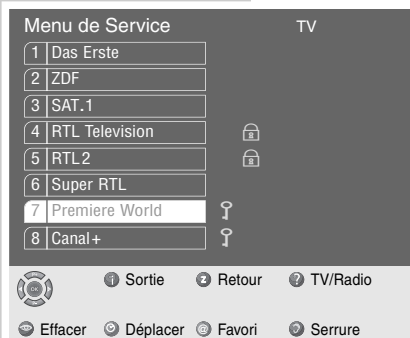 Menu de Service TV
1 Das Erste
2 ZDF
3 SAT.1
4 RTL Television
5 RTL2
6 Super RTL
7 Premiere World
8 Canal+
OK i Sortie 2 Retour ? TV/Radio
Effacer Déplacer @ Favori Serrure